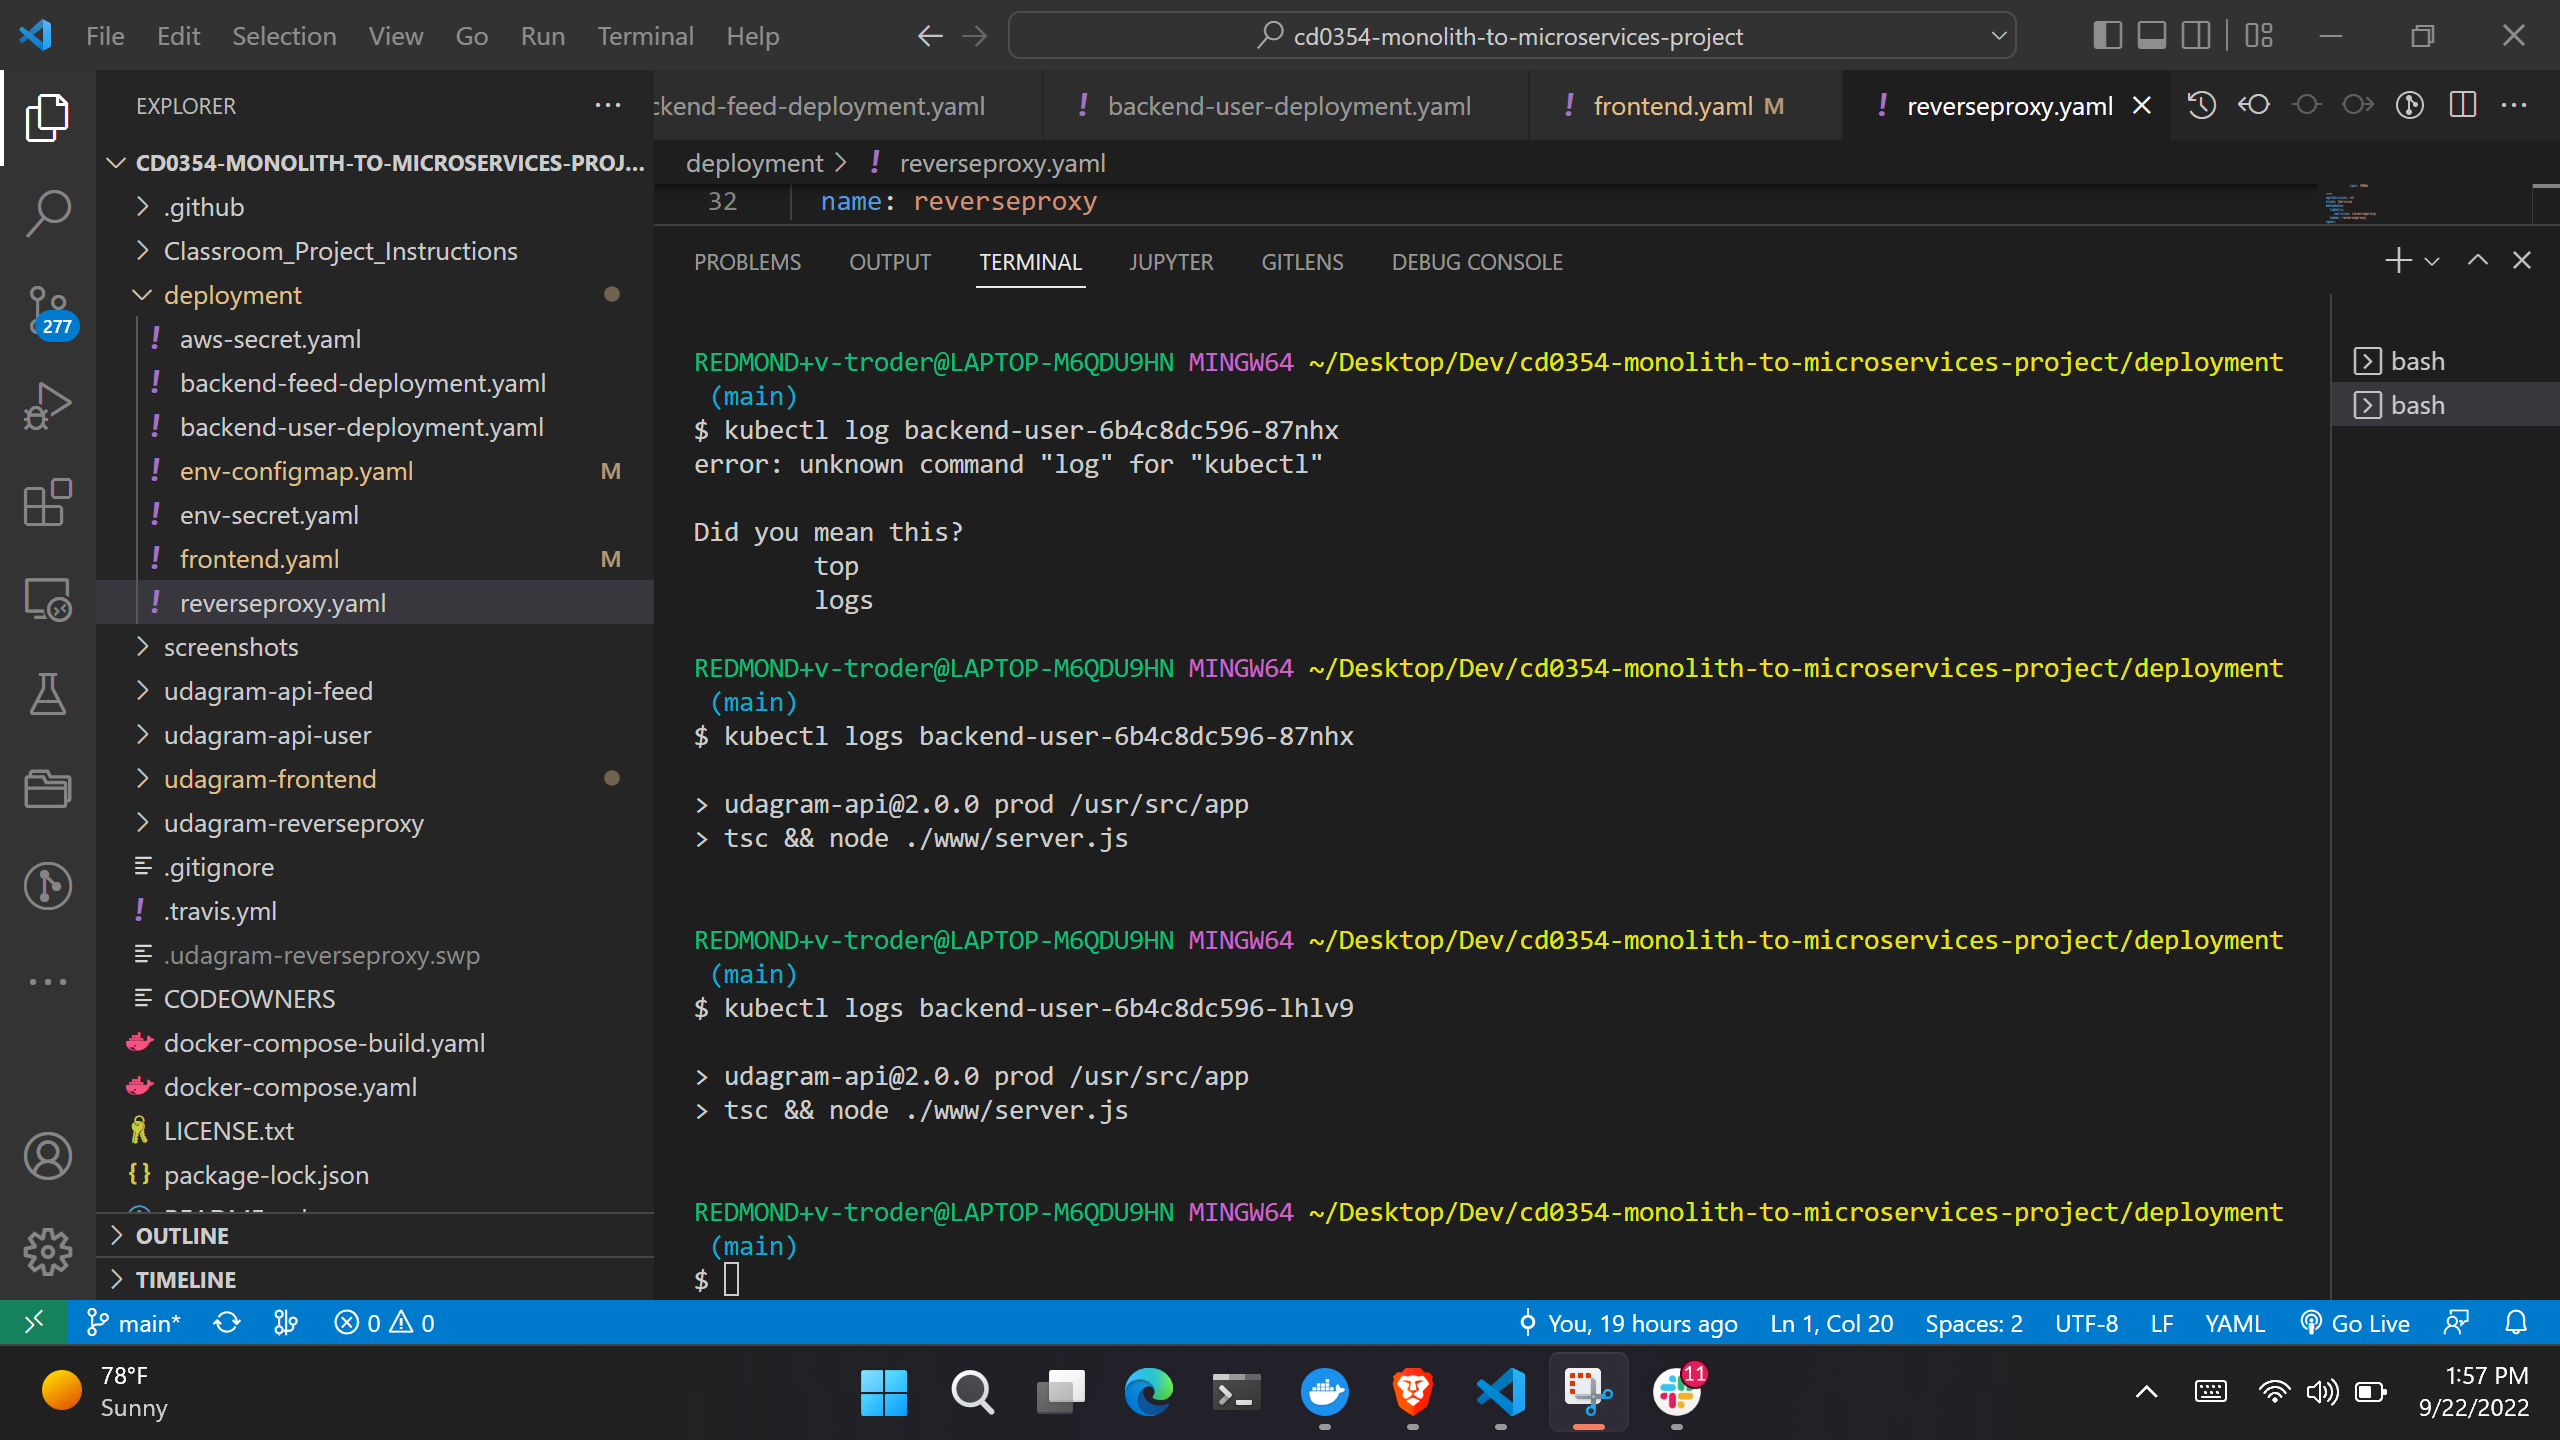 File Edit Selection View Go Run Terminal Help
cd0354-monolith-to-microservices-project
EXPLORER
CD0354-MONOLITH-TO-MICROSERVICES-PROJ...
.github
Classroom_Project_Instructions
deployment
aws-secret.yaml
backend-feed-deployment.yaml
backend-user-deployment.yaml
env-configmap.yaml M
env-secret.yaml
frontend.yaml M
reverseproxy.yaml
screenshots
udagram-api-feed
udagram-api-user
udagram-frontend
udagram-reverseproxy
.gitignore
.travis.yml
.udagram-reverseproxy.swp
CODEOWNERS
docker-compose-build.yaml
docker-compose.yaml
LICENSE.txt
package-lock.json
OUTLINE
TIMELINE
277
ckend-feed-deployment.yaml
backend-user-deployment.yaml
frontend.yaml M
reverseproxy.yaml
deployment > reverseproxy.yaml
32 name: reverseproxy
PROBLEMS OUTPUT TERMINAL JUPYTER GITLENS DEBUG CONSOLE
REDMOND+v-troder@LAPTOP-M6QDU9HN MINGW64 ~/Desktop/Dev/cd0354-monolith-to-microservices-project/deployment
(main)
$ kubectl log backend-user-6b4c8dc596-87nhx
error: unknown command "log" for "kubectl"
Did you mean this?
top
logs
REDMOND+v-troder@LAPTOP-M6QDU9HN MINGW64 ~/Desktop/Dev/cd0354-monolith-to-microservices-project/deployment
(main)
$ kubectl logs backend-user-6b4c8dc596-87nhx
> udagram-api@2.0.0 prod /usr/src/app
> tsc && node ./www/server.js
REDMOND+v-troder@LAPTOP-M6QDU9HN MINGW64 ~/Desktop/Dev/cd0354-monolith-to-microservices-project/deployment
(main)
$ kubectl logs backend-user-6b4c8dc596-lhlv9
> udagram-api@2.0.0 prod /usr/src/app
> tsc && node ./www/server.js
REDMOND+v-troder@LAPTOP-M6QDU9HN MINGW64 ~/Desktop/Dev/cd0354-monolith-to-microservices-project/deployment
(main)
$
bash
bash
main* 0 0
You, 19 hours ago Ln 1, Col 20 Spaces: 2 UTF-8 LF YAML Go Live
78°F
Sunny
11
1:57 PM
9/22/2022